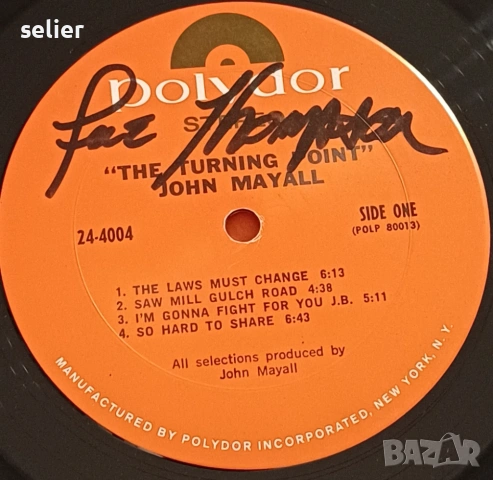 selier
polydor
Thompson
"THE TURNING POINT"
JOHN MAYALL
24-4004
SIDE ONE
(POLP 80013)
1. THE LAWS MUST CHANGE 6:13
2. SAW MILL GULCH ROAD 4:38
3. I'M GONNA FIGHT FOR YOU J.B. 5:11
4. SO HARD TO SHARE 6:43
All selections produced by
John Mayall
MANUFACTURED BY POLYDOR INCORPORATED, NEW YORK, N.Y.
BAZAR